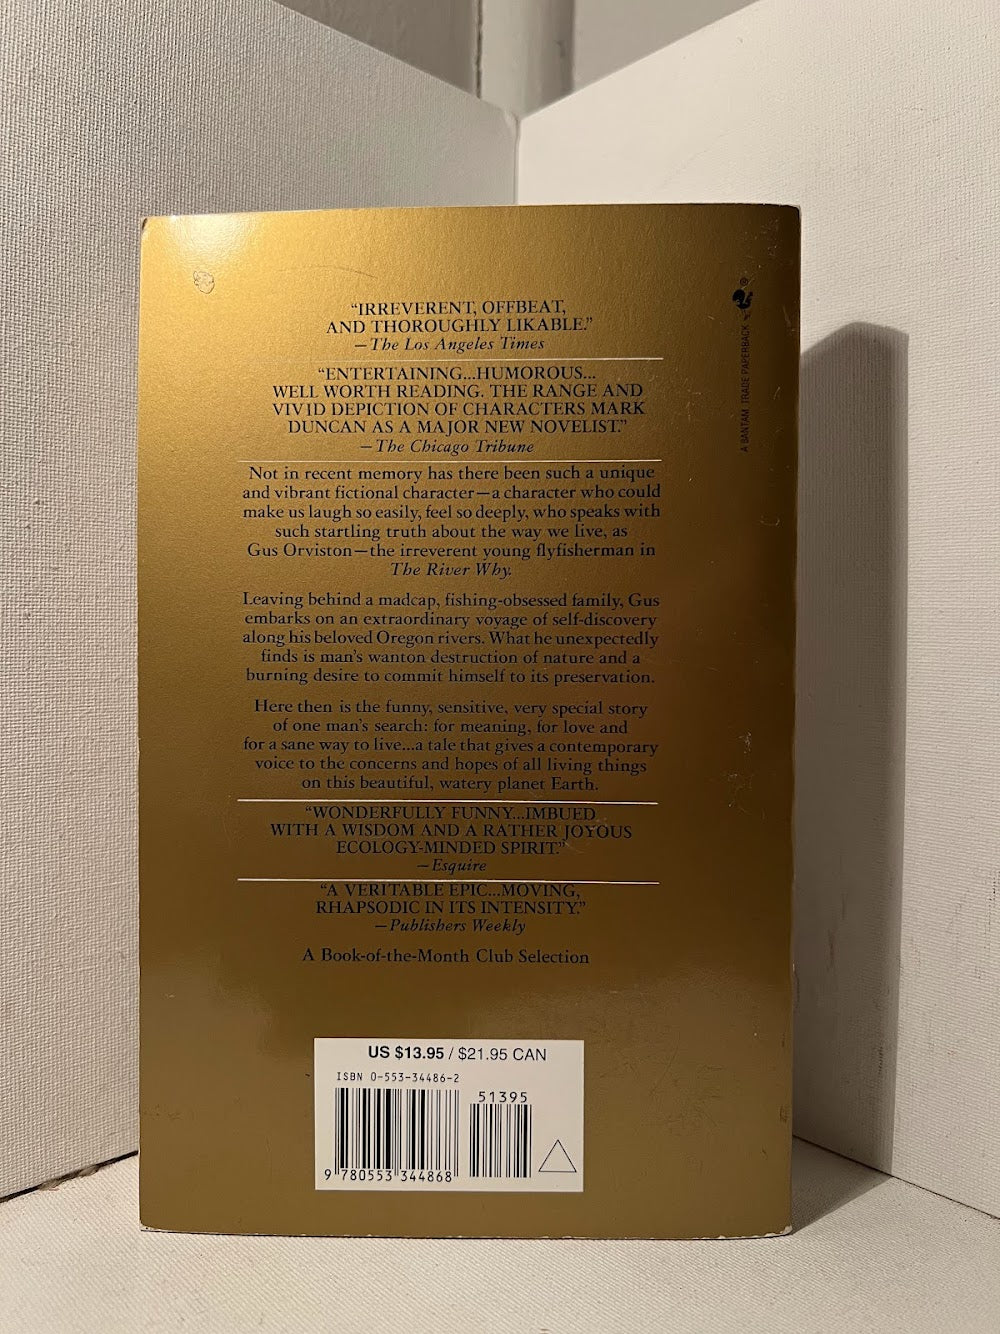 “IRREVERENT, OFFBEAT,
AND THOROUGHLY LIKABLE.”
—The Los Angeles Times
“ENTERTAINING...HUMOROUS...
WELL WORTH READING. THE RANGE AND
VIVID DEPICTION OF CHARACTERS MARK
DUNCAN AS A MAJOR NEW NOVELIST.”
—The Chicago Tribune
Not in recent memory has there been such a unique
and vibrant fictional character—a character who could
make us laugh so easily, feel so deeply, who speaks with
such startling truth about the way we live, as
Gus Orviston—the irreverent young flyfisherman in
The River Why.
Leaving behind a madcap, fishing-obsessed family, Gus
embarks on an extraordinary voyage of self-discovery
along his beloved Oregon rivers. What he unexpectedly
finds is man’s wanton destruction of nature and a
burning desire to commit himself to its preservation.
Here then is the funny, sensitive, very special story
of one man’s search: for meaning, for love and
for a sane way to live...a tale that gives a contemporary
voice to the concerns and hopes of all living things
on this beautiful, watery planet Earth.
“WONDERFULLY FUNNY...IMBUED
WITH A WISDOM AND A RATHER JOYOUS
ECOLOGY-MINDED SPIRIT.”
—Esquire
“A VERITABLE EPIC...MOVING,
RHAPSODIC IN ITS INTENSITY.”
—Publishers Weekly
A Book-of-the-Month Club Selection
A BANTAM TRADE PAPERBACK
®
US $13.95 / $21.95 CAN
ISBN 0-553-34486-2
51395
9 780553 344868